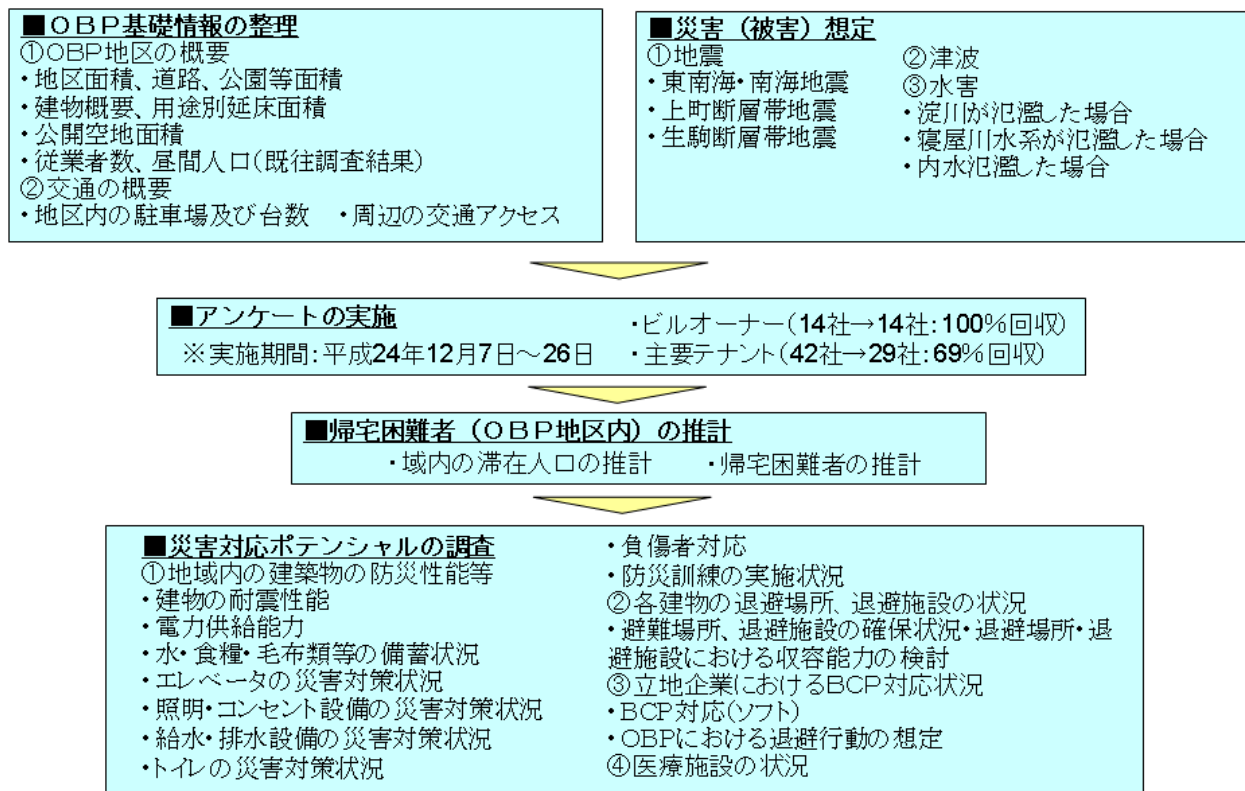 ■ＯＢＰ基礎情報の整理
①OBP地区の概要
・地区面積、道路、公園等面積
・建物概要、用途別延床面積
・公開空地面積
・従業者数、昼間人口(既往調査結果)
②交通の概要
・地区内の駐車場及び台数　・周辺の交通アクセス
■災害（被害）想定
①地震
・東南海・南海地震
・上町断層帯地震
・生駒断層帯地震
②津波
③水害
・淀川が氾濫した場合
・寝屋川水系が氾濫した場合
・内水氾濫した場合
■アンケートの実施
※実施期間：平成24年12月7日～26日
・ビルオーナー(14社→14社：100%回収)
・主要テナント(42社→29社：69%回収)
■帰宅困難者（ＯＢＰ地区内）の推計
・域内の滞在人口の推計　・帰宅困難者の推計
■災害対応ポテンシャルの調査
①地域内の建築物の防災性能等
・建物の耐震性能
・電力供給能力
・水・食糧・毛布類等の備蓄状況
・エレベータの災害対策状況
・照明・コンセント設備の災害対策状況
・給水・排水設備の災害対策状況
・トイレの災害対策状況
・負傷者対応
・防災訓練の実施状況
②各建物の退避場所、退避施設の状況
・避難場所、退避施設の確保状況・退避場所・退
避施設における収容能力の検討
③立地企業におけるBCP対応状況
・BCP対応(ソフト)
・OBPにおける退避行動の想定
④医療施設の状況